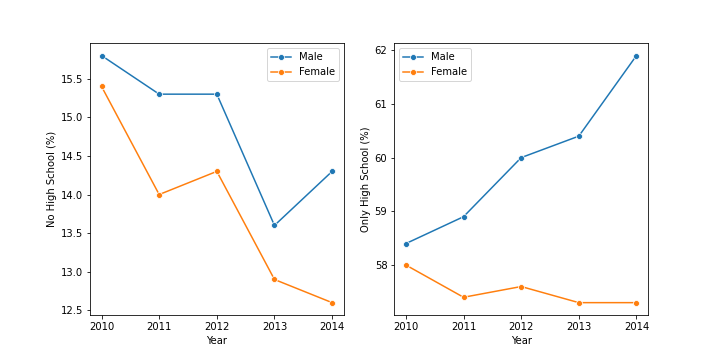 No High School (%)
15.5
15.0
14.5
14.0
13.5
13.0
12.5
2010 2011 2012 2013 2014
Year
Male
Female
Only High School (%)
62
61
60
59
58
2010 2011 2012 2013 2014
Year
Male
Female